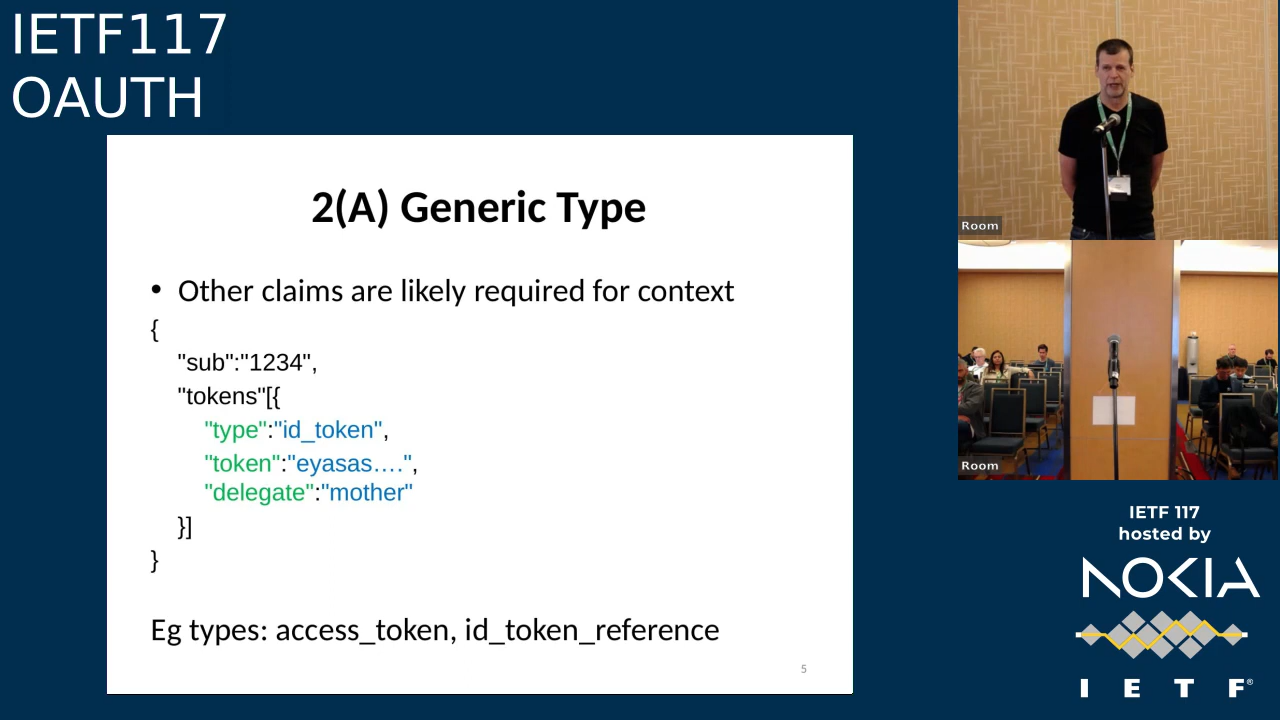 IETF117
OAUTH
2(A) Generic Type
• Other claims are likely required for context
{
"sub":"1234",
"tokens"[{
"type":"id_token",
"token":"eyasas….",
"delegate":"mother"
}]
}
Eg types: access_token, id_token_reference
5
Room
Room
IETF 117
hosted by
NOKIA
I E T F®